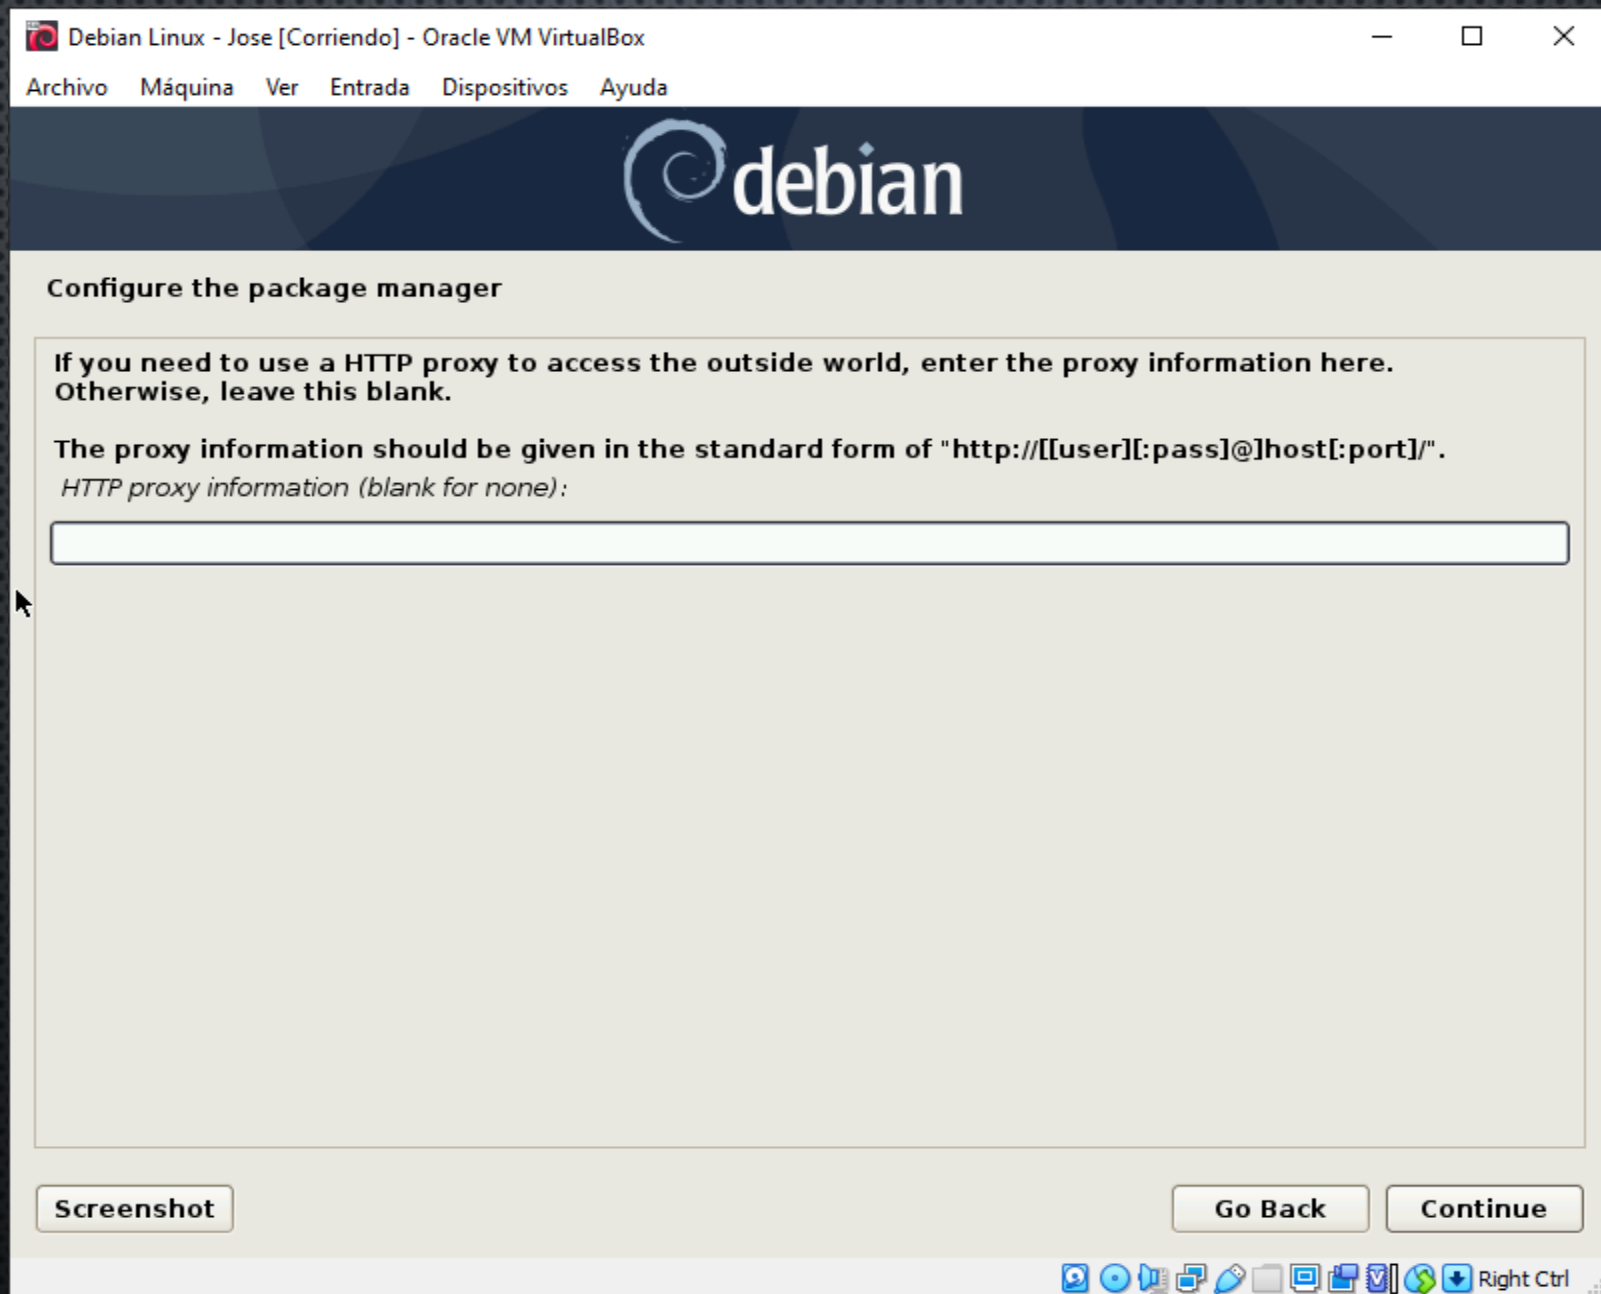 Debian Linux - Jose [Corriendo] - Oracle VM VirtualBox
Archivo Máquina Ver Entrada Dispositivos Ayuda
debian
Configure the package manager
If you need to use a HTTP proxy to access the outside world, enter the proxy information here.
Otherwise, leave this blank.
The proxy information should be given in the standard form of "http://[[user][:pass]@]host[:port]/".
HTTP proxy information (blank for none):
Screenshot Go Back Continue
Right Ctrl